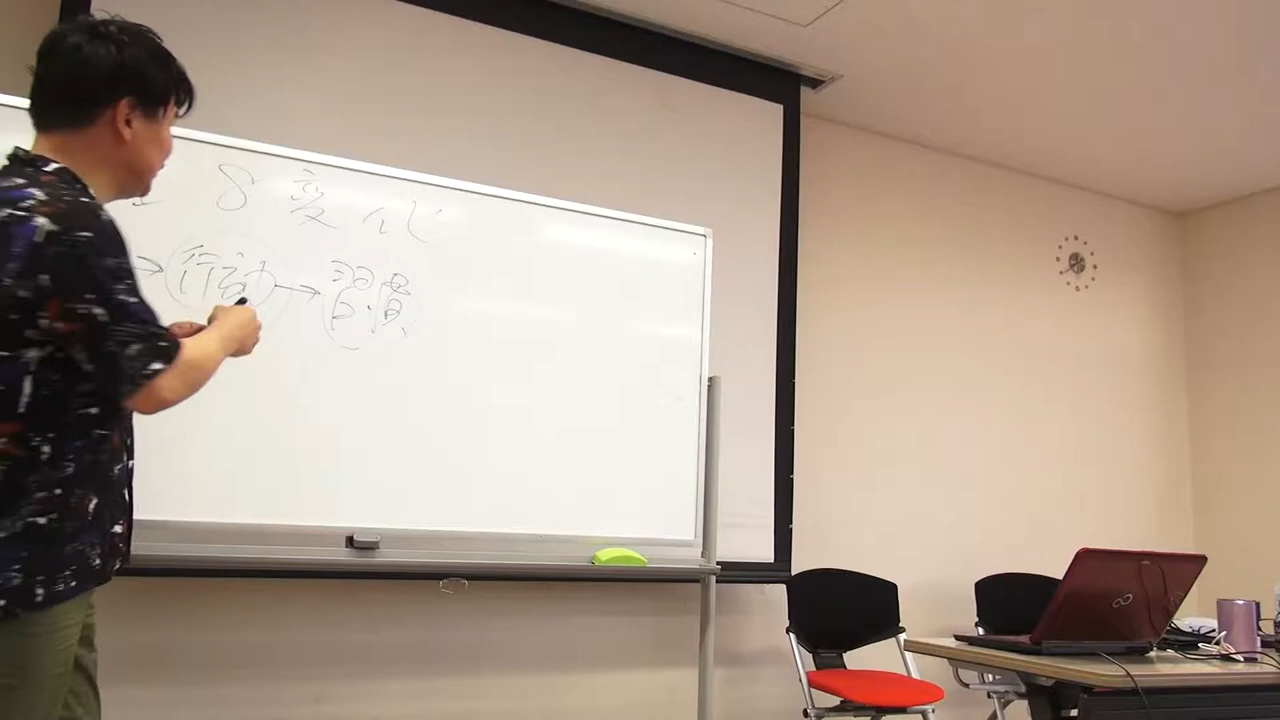 8変化
→ 行動 → 習慣